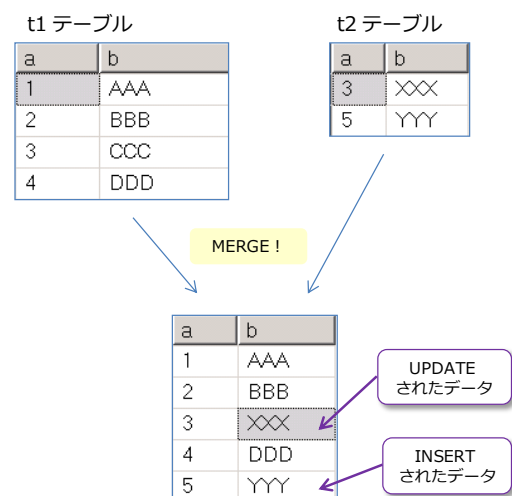 t1 テーブル
a b
1 AAA
2 BBB
3 CCC
4 DDD
t2 テーブル
a b
3 XXX
5 YYY
MERGE !
a b
1 AAA
2 BBB
3 XXX
4 DDD
5 YYY
UPDATE
されたデータ
INSERT
されたデータ